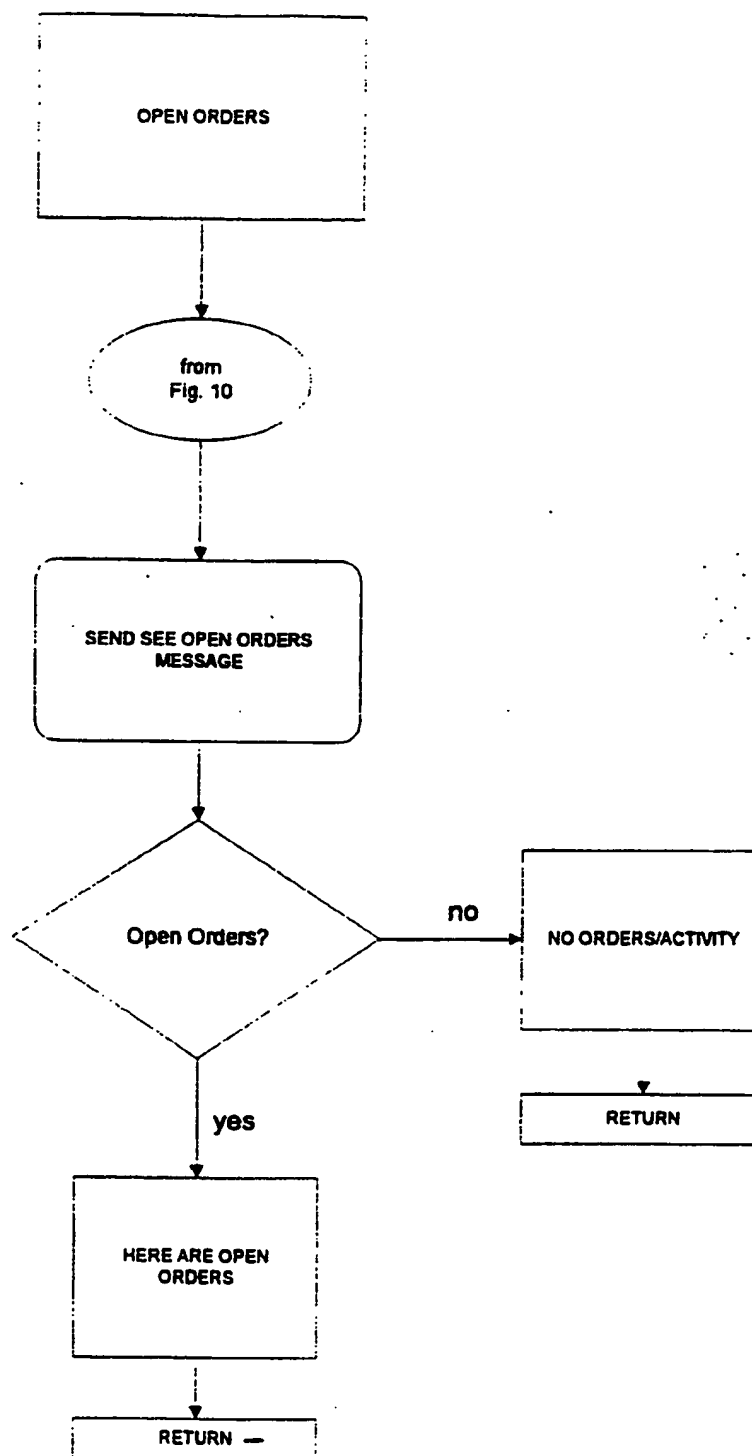 OPEN ORDERS
from
Fig. 10
SEND SEE OPEN ORDERS
MESSAGE
Open Orders?
no
NO ORDERS/ACTIVITY
RETURN
yes
HERE ARE OPEN
ORDERS
RETURN